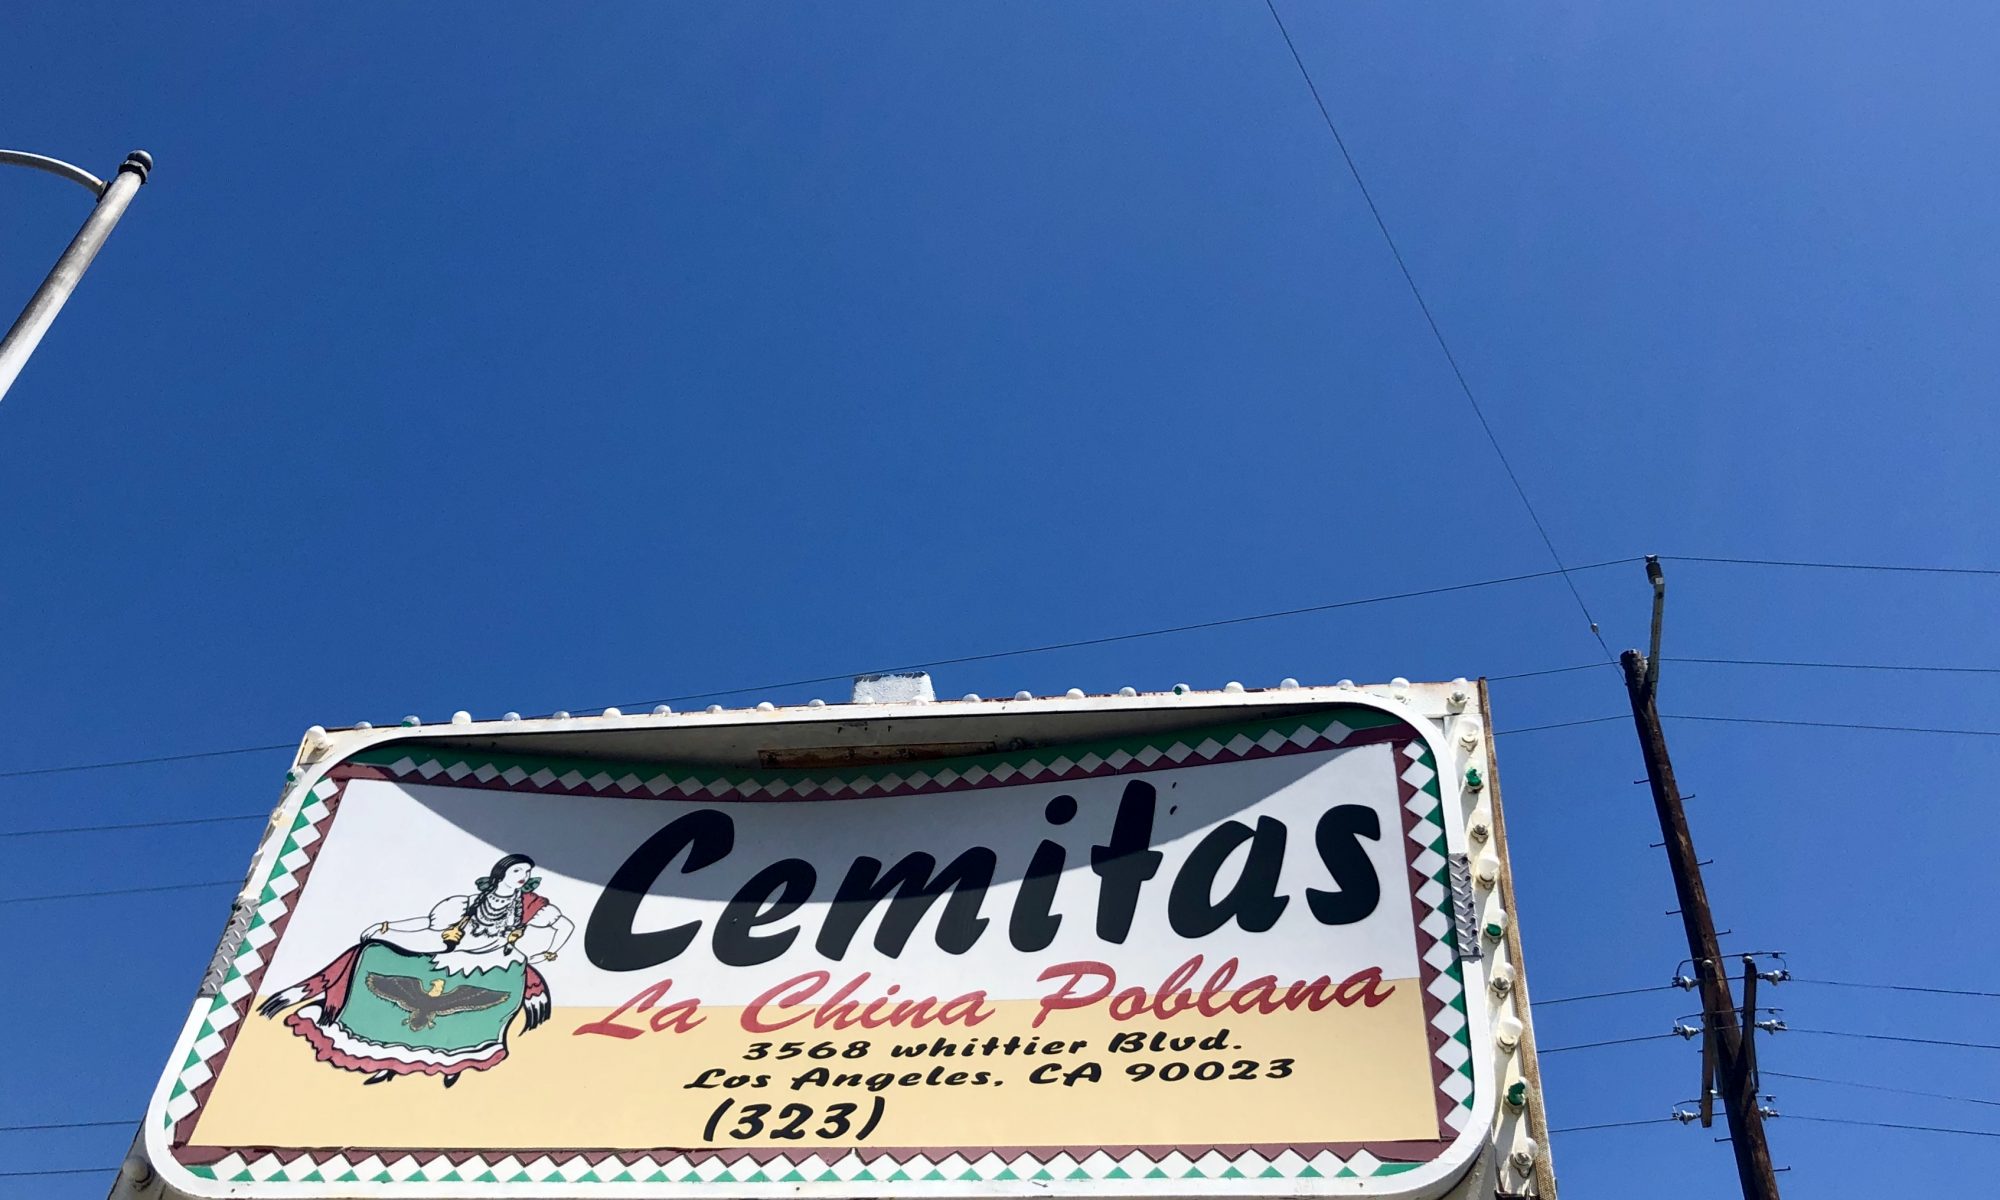 Cemitas
La China Poblana
3568 whittier Blvd.
Los Angeles, CA 90023
(323)